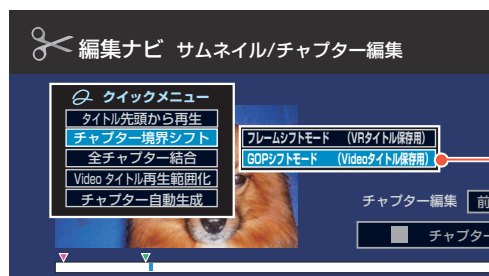 編集ナビ サムネイル/チャプター編集
クイックメニュー
タイトル先頭から再生
チャプター境界シフト
全チャプター結合
Video タイトル再生範囲化
チャプター自動生成
フレームシフトモード （VRタイトル保存用）
GOPシフトモード （Videoタイトル保存用）
チャプター編集 前
チャプター